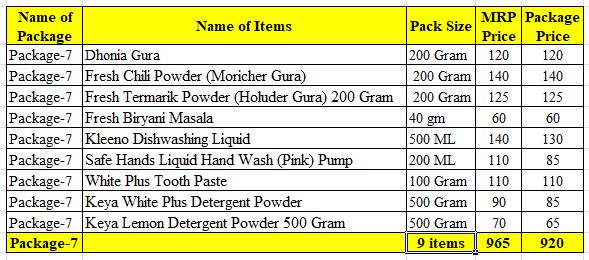 Name of Package Name of Items Pack Size MRP Price Package Price
Package-7 Dhonia Gura 200 Gram 120 120
Package-7 Fresh Chili Powder (Moricher Gura) 200 Gram 140 140
Package-7 Fresh Termarik Powder (Holuder Gura) 200 Gram 200 Gram 125 125
Package-7 Fresh Biryani Masala 40 gm 60 60
Package-7 Kleeno Dishwashing Liquid 500 ML 140 130
Package-7 Safe Hands Liquid Hand Wash (Pink) Pump 200 ML 110 85
Package-7 White Plus Tooth Paste 100 Gram 110 110
Package-7 Keya White Plus Detergent Powder 500 Gram 90 85
Package-7 Keya Lemon Detergent Powder 500 Gram 500 Gram 70 65
Package-7 9 items 965 920